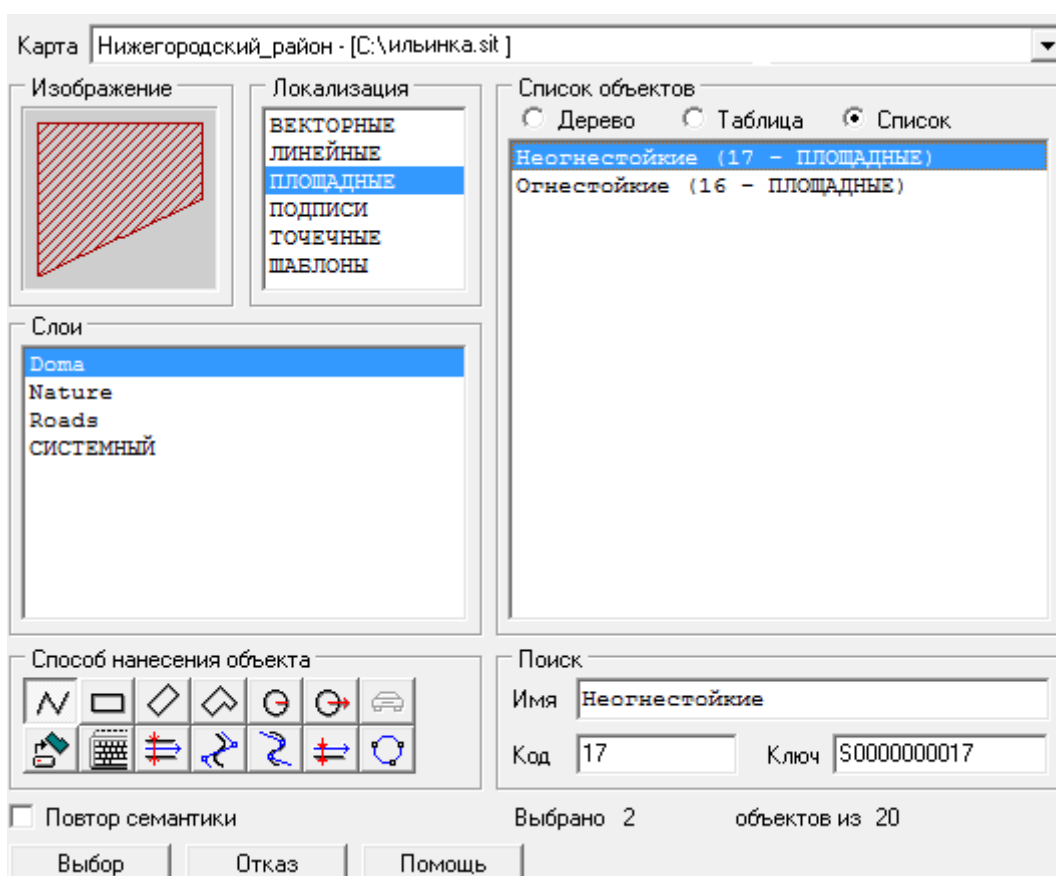 Карта Нижегородский_район - [C:\ильинка.sit ]
Изображение
Локализация
ВЕКТОРНЫЕ
ЛИНЕЙНЫЕ
ПЛОЩАДНЫЕ
ПОДПИСИ
ТОЧЕЧНЫЕ
ШАБЛОНЫ
Список объектов
Дерево Таблица Список
Неогнестойкие (17 - ПЛОЩАДНЫЕ)
Огнестойкие (16 - ПЛОЩАДНЫЕ)
Слои
Doma
Nature
Roads
СИСТЕМНЫЙ
Способ нанесения объекта
Поиск
Имя Неогнестойкие
Код 17 Ключ S0000000017
Повтор семантики
Выбрано 2 объектов из 20
Выбор Отказ Помощь